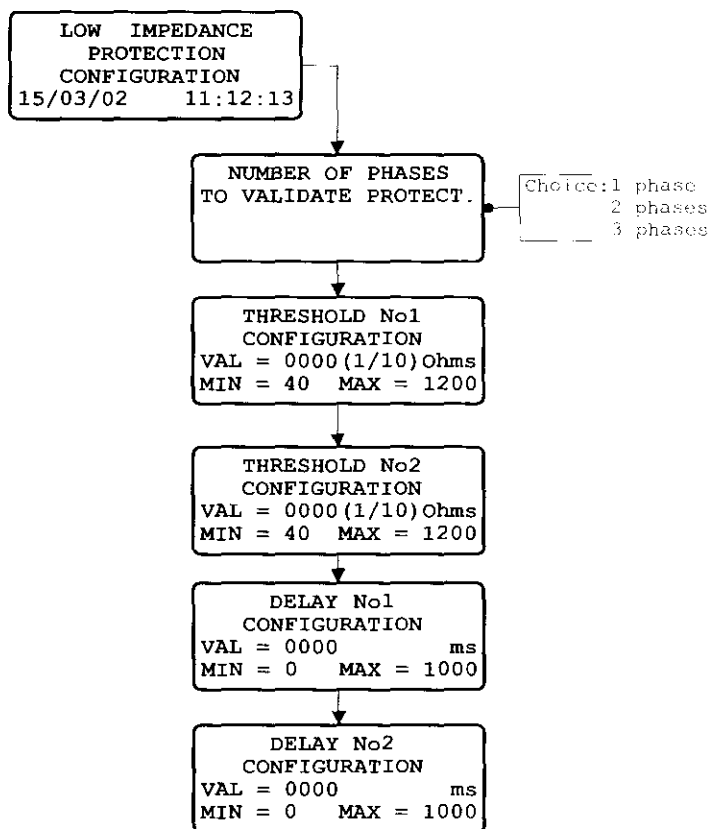 LOW IMPEDANCE
PROTECTION
CONFIGURATION
15/03/02 11:12:13
NUMBER OF PHASES
TO VALIDATE PROTECT.
Choice:1 phase
2 phases
3 phases
THRESHOLD No1
CONFIGURATION
VAL = 0000(1/10)Ohms
MIN = 40 MAX = 1200
THRESHOLD No2
CONFIGURATION
VAL = 0000(1/10)Ohms
MIN = 40 MAX = 1200
DELAY No1
CONFIGURATION
VAL = 0000 ms
MIN = 0 MAX = 1000
DELAY No2
CONFIGURATION
VAL = 0000 ms
MIN = 0 MAX = 1000